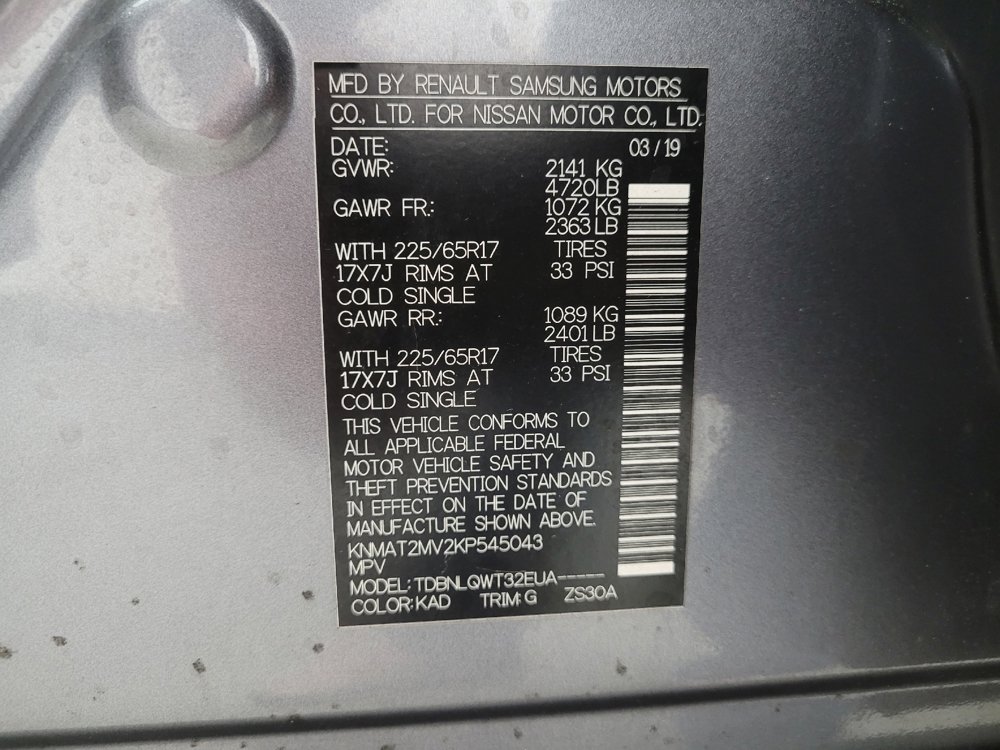 MFD BY RENAULT SAMSUNG MOTORS
CO., LTD. FOR NISSAN MOTOR CO., LTD.
DATE: 03/19
GVWR: 2141 KG
4720LB
GAWR FR.: 1072 KG
2363 LB
WITH 225/65R17 TIRES
17X7J RIMS AT 33 PSI
COLD SINGLE
GAWR RR.: 1089 KG
2401 LB
WITH 225/65R17 TIRES
17X7J RIMS AT 33 PSI
COLD SINGLE
THIS VEHICLE CONFORMS TO
ALL APPLICABLE FEDERAL
MOTOR VEHICLE SAFETY AND
THEFT PREVENTION STANDARDS
IN EFFECT ON THE DATE OF
MANUFACTURE SHOWN ABOVE.
KNMAT2MV2KP545043
MPV
MODEL: TDBNLQWT32EUA-----
COLOR: KAD TRIM: G ZS30A